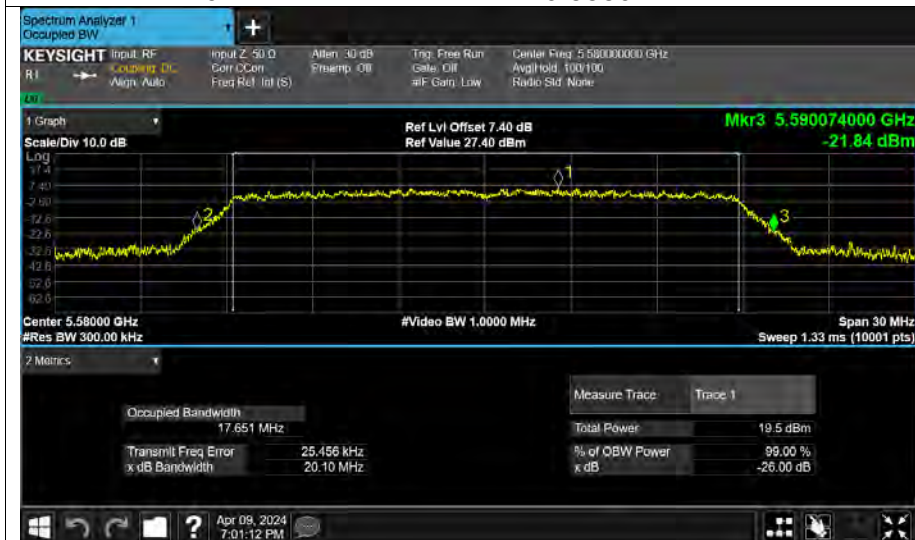 Spectrum Analyzer 1
Occupied BW
+
KEYSIGHT Input: RF Input Z: 50 Ω Atten: 30 dB Trig: Free Run Center Freq: 5.580000000 GHz
Coupling: DC Corr CCorr Preamp: Off Gate: Off Avg|Hold: 100/100
Align: Auto Freq Ref: Int (S) #IF Gain: Low Radio Std: None
1 Graph
Ref Lvl Offset 7.40 dB
Mkr3 5.590074000 GHz
Scale/Div 10.0 dB
Ref Value 27.40 dBm
-21.84 dBm
Log
17.4
7.40
-2.60
-12.6
-22.6
-32.6
-42.6
-52.6
-62.6
1
2
3
Center 5.58000 GHz
#Video BW 1.0000 MHz
Span 30 MHz
#Res BW 300.00 kHz
Sweep 1.33 ms (10001 pts)
2 Metrics
Measure Trace Trace 1
Occupied Bandwidth
17.651 MHz
Total Power 19.5 dBm
Transmit Freq Error 25.456 kHz
% of OBW Power 99.00 %
x dB Bandwidth 20.10 MHz
x dB -26.00 dB
?
Apr 09, 2024
7:01:12 PM